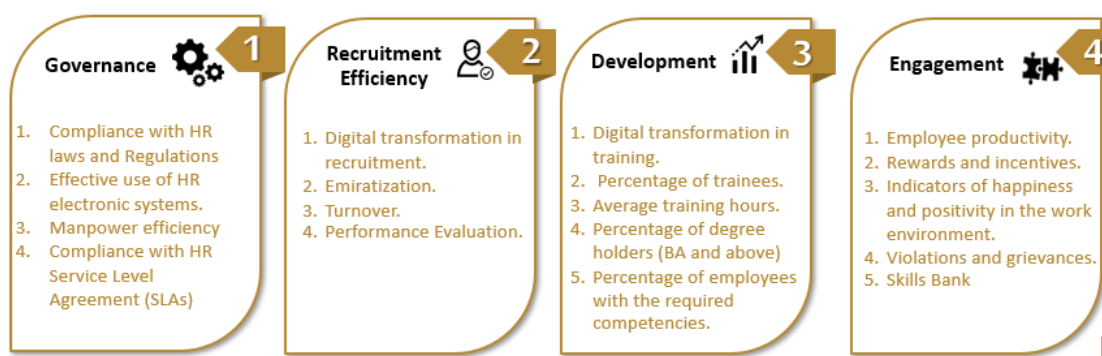 Governance
1
1. Compliance with HR
laws and Regulations
2. Effective use of HR
electronic systems.
3. Manpower efficiency
4. Compliance with HR
Service Level
Agreement (SLAs)
Recruitment
Efficiency
2
1. Digital transformation in
recruitment.
2. Emiratization.
3. Turnover.
4. Performance Evaluation.
Development
3
1. Digital transformation in
training.
2. Percentage of trainees.
3. Average training hours.
4. Percentage of degree
holders (BA and above)
5. Percentage of employees
with the required
competencies.
Engagement
4
1. Employee productivity.
2. Rewards and incentives.
3. Indicators of happiness
and positivity in the work
environment.
4. Violations and grievances.
5. Skills Bank